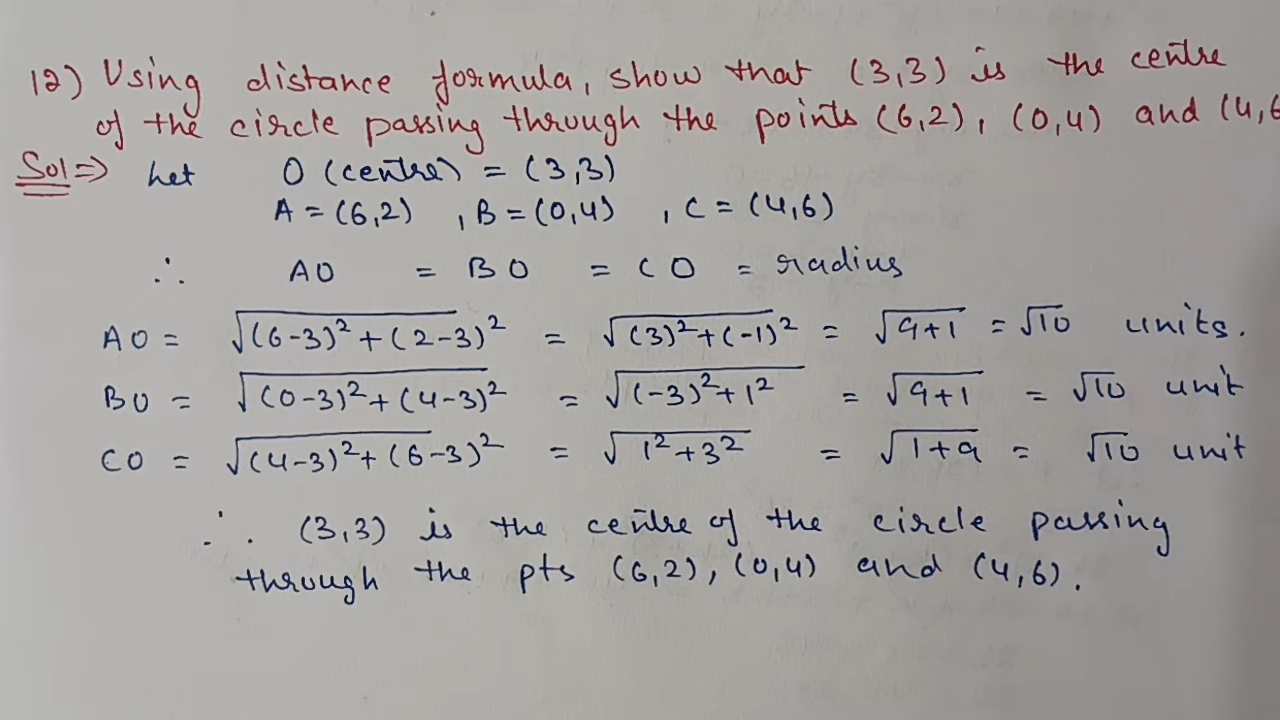 12) Using distance formula, show that (3,3) is the centre
of the circle passing through the points (6,2), (0,4) and (4,6
Sol => Let O (centre) = (3,3)
A = (6,2) , B = (0,4) , C = (4,6)
∴ AO = BO = CO = radius
AO = √(6-3)²+(2-3)² = √(3)²+(-1)² = √9+1 = √10 units.
BO = √(0-3)²+(4-3)² = √(-3)²+1² = √9+1 = √10 unit
CO = √(4-3)²+(6-3)² = √1²+3² = √1+9 = √10 unit
∴ (3,3) is the centre of the circle passing
through the pts (6,2), (0,4) and (4,6).